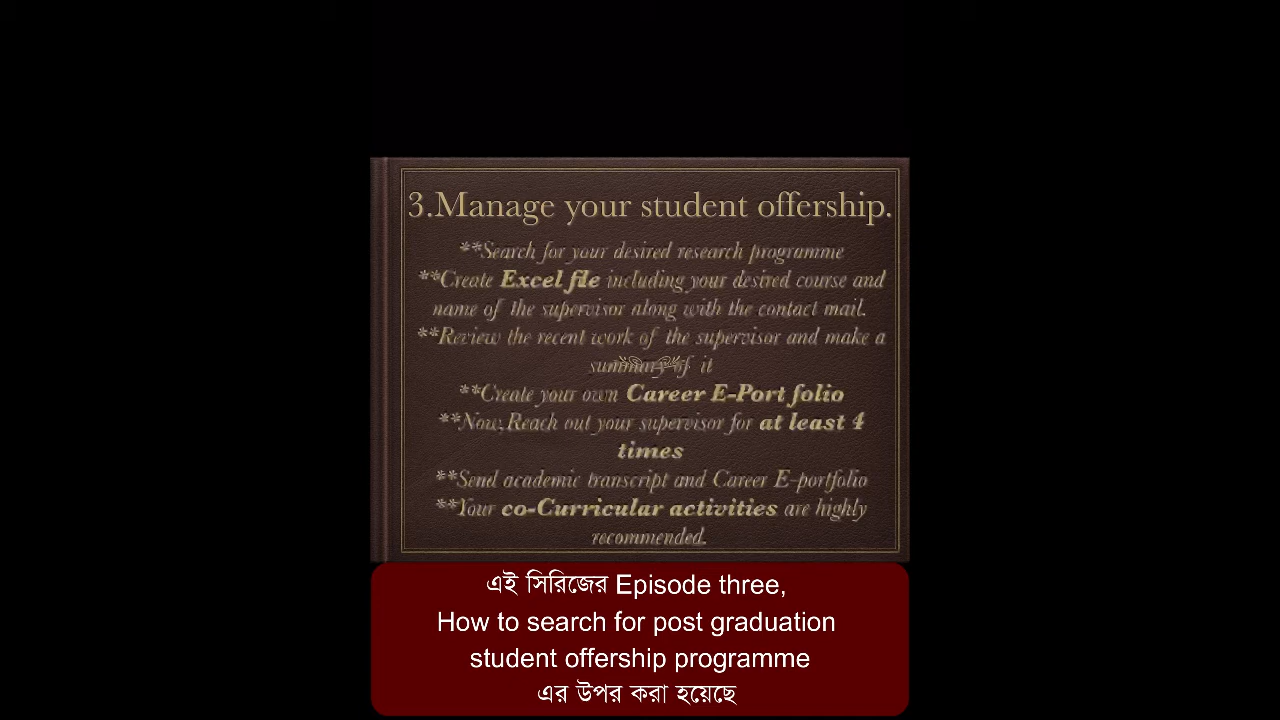 3.Manage your student offership.
**Search for your desired research programme
**Create Excel file including your desired course and
name of the supervisor along with the contact mail.
**Review the recent work of the supervisor and make a
summary of it
**Create your own Career E-Port folio
**Now,Reach out your supervisor for at least 4
times
**Send academic transcript and Career E-portfolio
**Your co-Curricular activities are highly
recommended.
এই সিরিজের Episode three,
How to search for post graduation
student offership programme
এর উপর করা হয়েছে